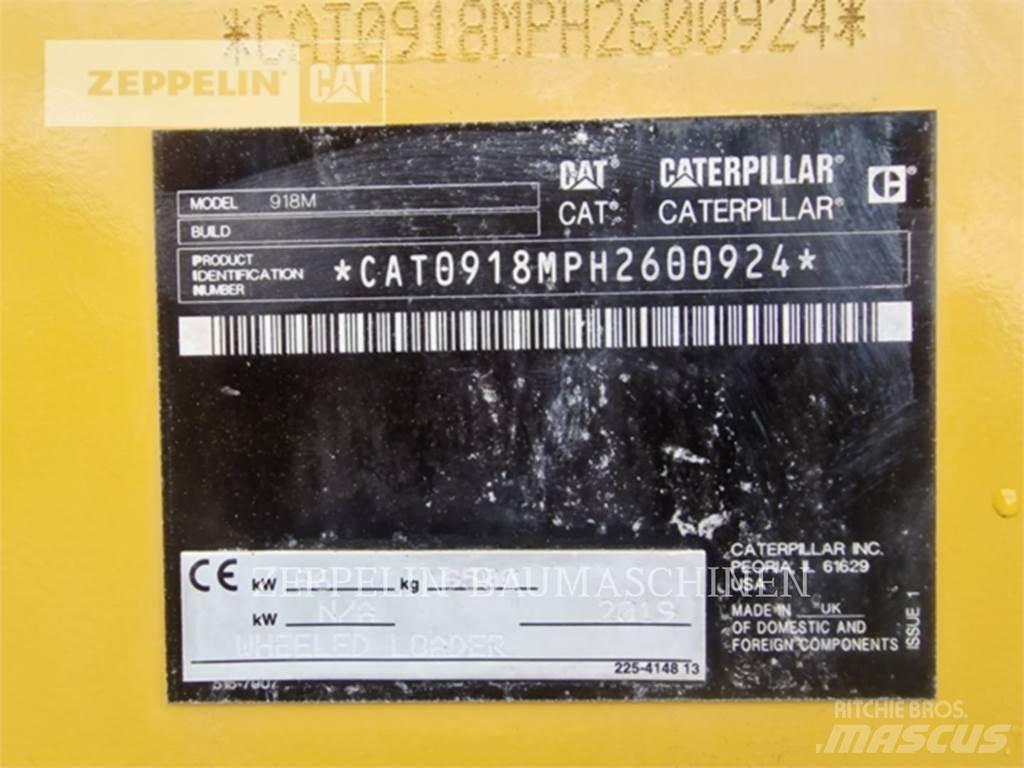 *CAT0918MPH2600924*
ZEPPELIN CAT
CAT® CATERPILLAR®
CAT® CATERPILLAR®
MODEL 918M
BUILD
PRODUCT
IDENTIFICATION
NUMBER
*CAT0918MPH2600924*
ZEPPELIN BAUMASCHINEN
CE kW kg
kW N/A 2019
WHEELED LOADER
225-4148 13
CATERPILLAR INC.
PEORIA, IL 61629
USA
MADE IN UK
OF DOMESTIC AND
FOREIGN COMPONENTS
ISSUE 1
RITCHIE BROS.
MASCUS